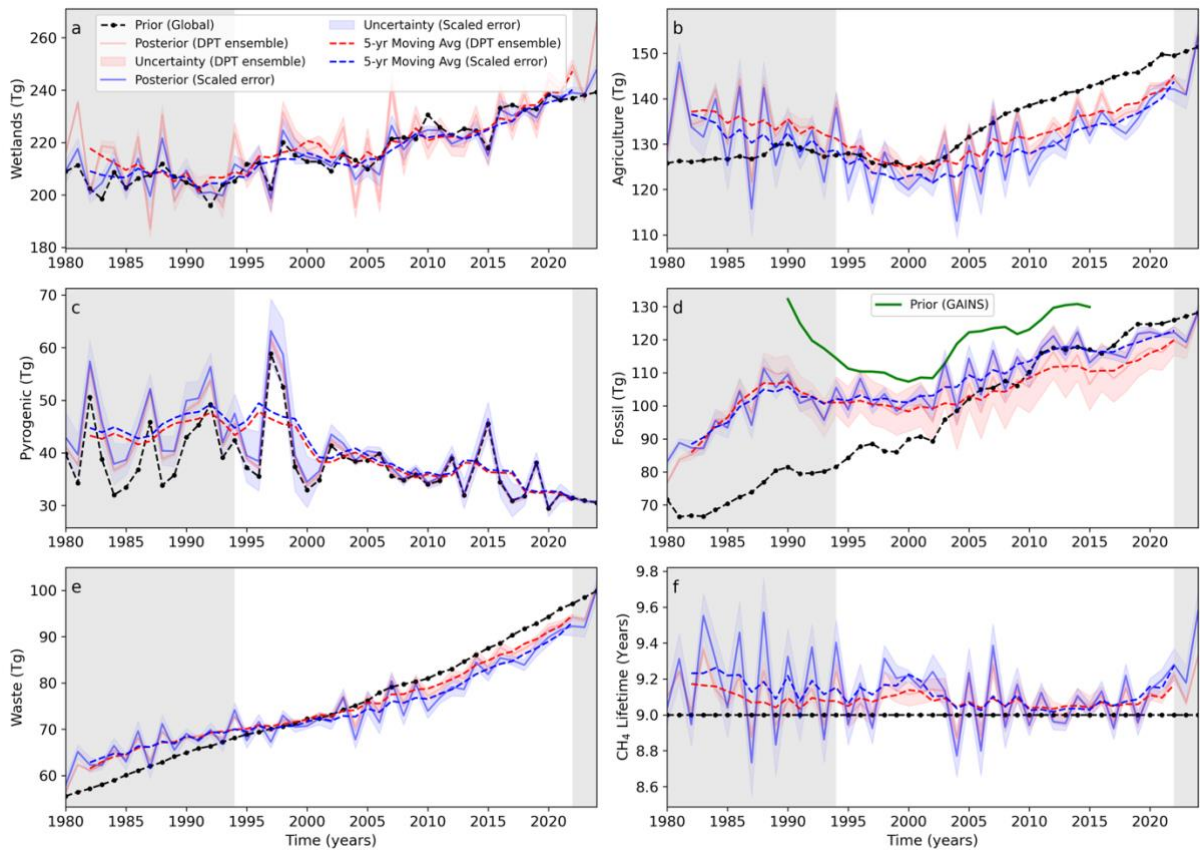 a
Prior (Global)
Posterior (DPT ensemble)
Uncertainty (DPT ensemble)
Posterior (Scaled error)
Uncertainty (Scaled error)
5-yr Moving Avg (DPT ensemble)
5-yr Moving Avg (Scaled error)
Wetlands (Tg)
260
240
220
200
180
1980 1985 1990 1995 2000 2005 2010 2015 2020
b
Agriculture (Tg)
150
140
130
120
110
1980 1985 1990 1995 2000 2005 2010 2015 2020
c
Pyrogenic (Tg)
70
60
50
40
30
1980 1985 1990 1995 2000 2005 2010 2015 2020
d
Prior (GAINS)
Fossil (Tg)
130
120
110
100
90
80
70
1980 1985 1990 1995 2000 2005 2010 2015 2020
e
Waste (Tg)
100
90
80
70
60
1980 1985 1990 1995 2000 2005 2010 2015 2020
Time (years)
f
CH₄ Lifetime (Years)
9.8
9.6
9.4
9.2
9.0
8.8
8.6
1980 1985 1990 1995 2000 2005 2010 2015 2020
Time (years)